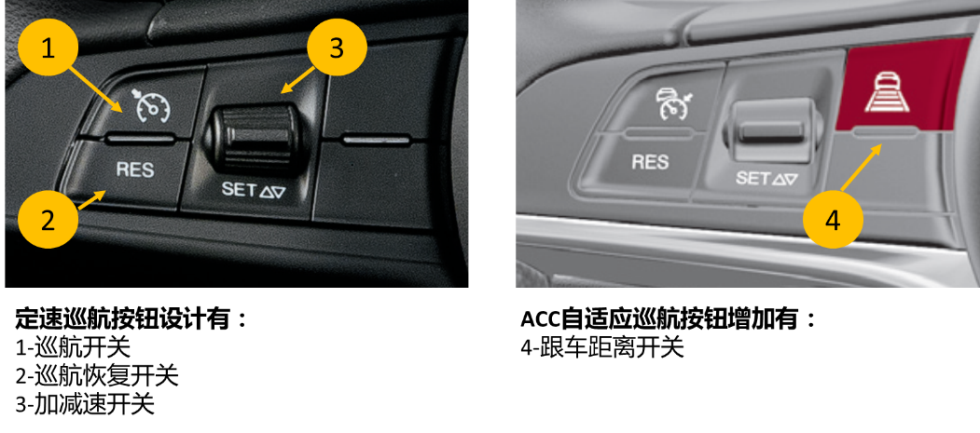 1
3
RES
SET△▽
2
RES
SET△▽
4
定速巡航按钮设计有：
1-巡航开关
2-巡航恢复开关
3-加减速开关
ACC自适应巡航按钮增加有：
4-跟车距离开关